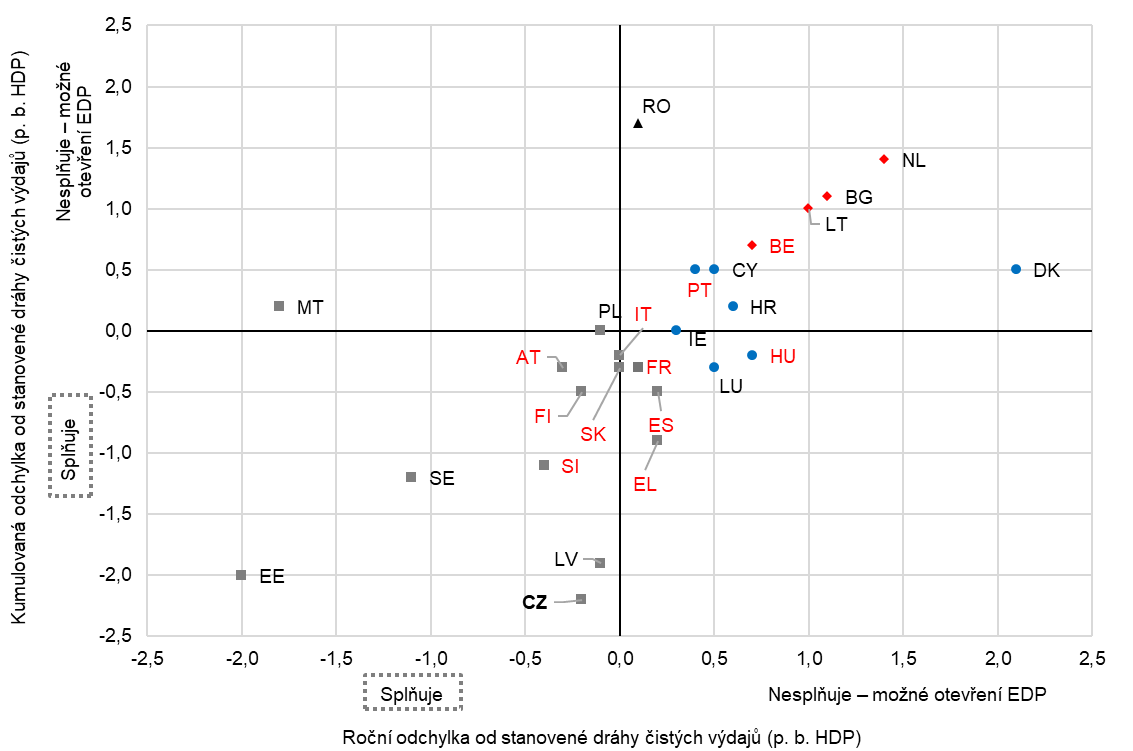 Kumulovaná odchylka od stanovené dráhy čistých výdajů (p. b. HDP)
Nesplňuje – možné
otevření EDP
Splňuje
2,5
2,0
1,5
1,0
0,5
0,0
-0,5
-1,0
-1,5
-2,0
-2,5
RO
NL
BG
LT
BE
CY
DK
PT
MT
HR
PL
IT
IE
AT
FR
HU
LU
FI
SK
ES
SI
EL
SE
LV
EE
CZ
-2,5 -2,0 -1,5 -1,0 -0,5 0,0 0,5 1,0 1,5 2,0 2,5
Splňuje
Nesplňuje – možné otevření EDP
Roční odchylka od stanovené dráhy čistých výdajů (p. b. HDP)